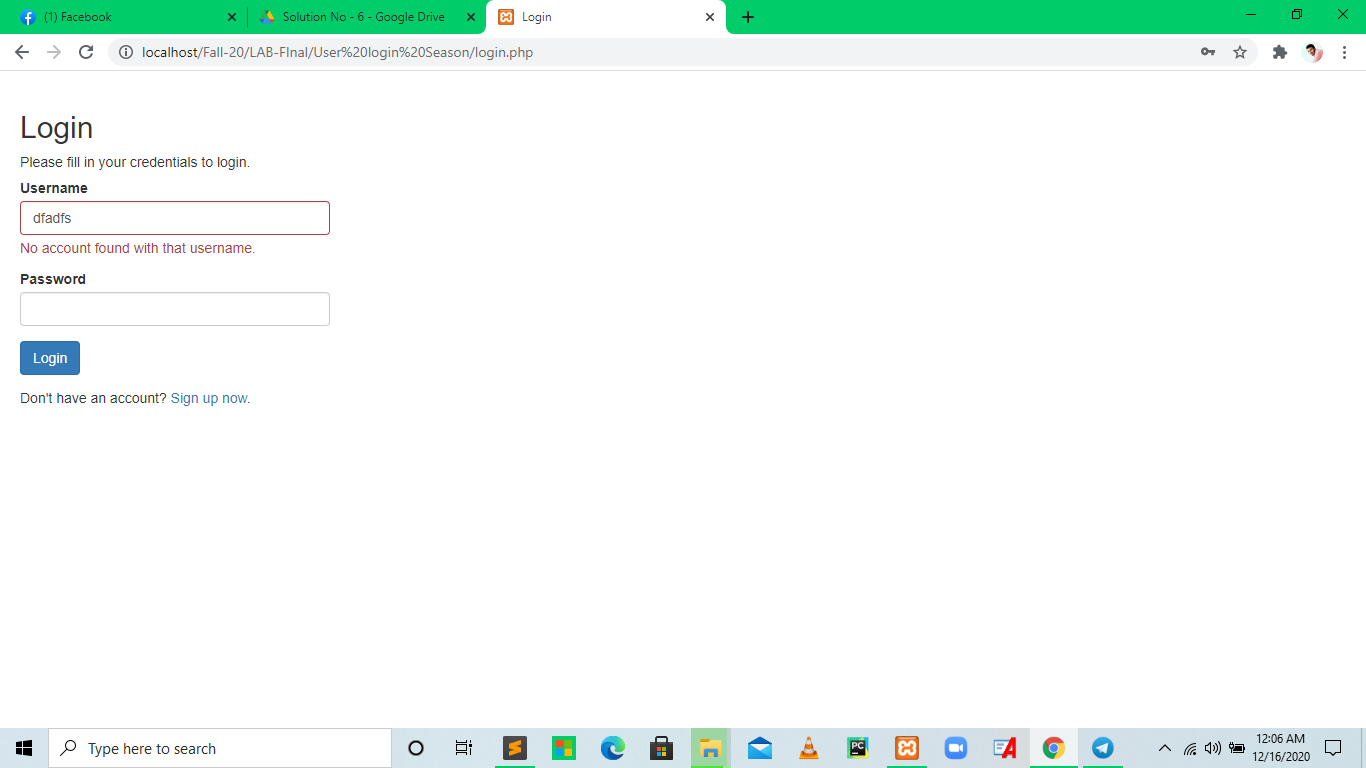 (1) Facebook
Solution No - 6 - Google Drive
Login
localhost/Fall-20/LAB-FInal/User%20login%20Season/login.php
Login
Please fill in your credentials to login.
Username
dfadfs
No account found with that username.
Password
Login
Don't have an account? Sign up now.
Type here to search
PC
12:06 AM
12/16/2020